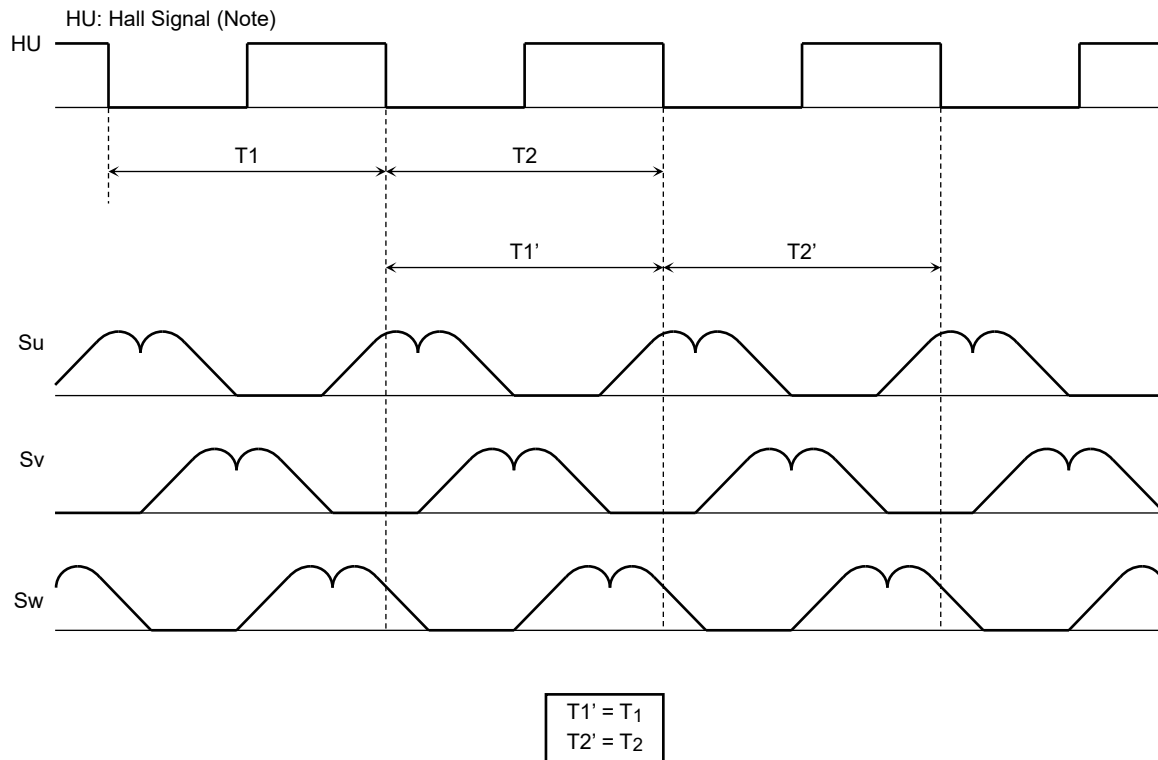 HU: Hall Signal (Note)
HU
T1
T2
T1’
T2’
Su
Sv
Sw
T1’ = T1
T2’ = T2